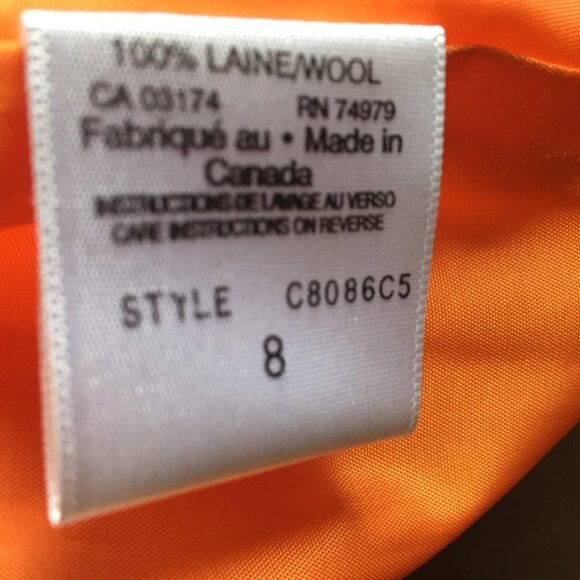 100% LAINE/WOOL
CA 03174 RN 74979
Fabriqué au • Made in
Canada
INSTRUCTIONS DE LAVAGE AU VERSO
CARE INSTRUCTIONS ON REVERSE
STYLE C8086C5
8